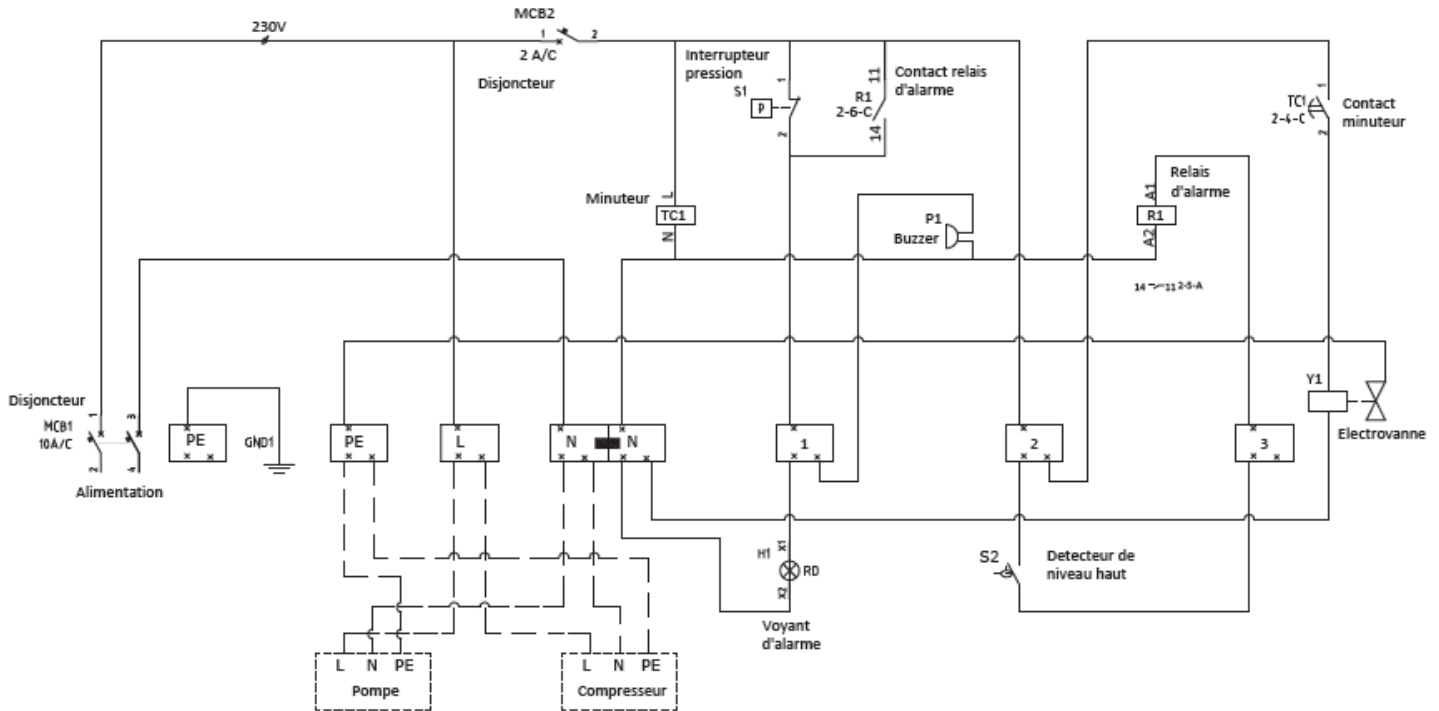 MCB2
230V
1
2
2 A/C
Disjoncteur
Interrupteur
pression
S1
P
1
2
11
R1
2-6-C
14
Contact relais
d'alarme
1
TC1
2-4-C
2
Contact
minuteur
Minuteur
L
TC1
N
P1
Buzzer
Relais
d'alarme
A1
R1
A2
14 11 2-5-A
Y1
Electrovanne
Disjoncteur
MCB1
10A/C
1
3
2
4
Alimentation
PE
GND1
PE
L
N
N
1
2
3
H1
X1
RD
X2
Voyant
d'alarme
S2
Detecteur de
niveau haut
L N PE
Pompe
L N PE
Compresseur